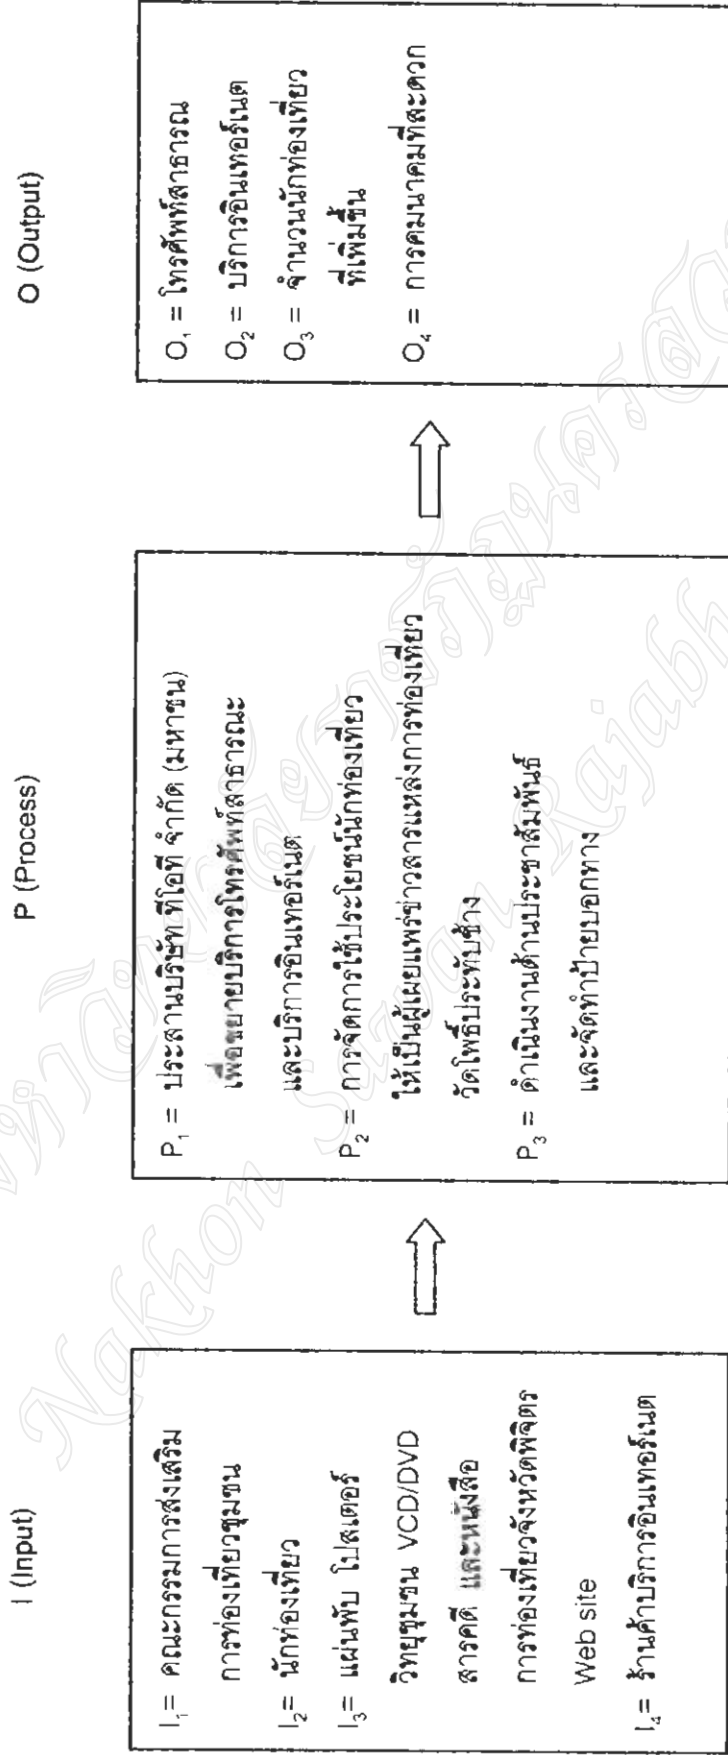 I (Input)
I₁= คณะกรรมการส่งเสริม
การท่องเที่ยวชุมชน
I₂= นักท่องเที่ยว
I₃= แผ่นพับ โปสเตอร์
วิทยุชุมชน VCD/DVD
สารคดี และหนังสือ
การท่องเที่ยวจังหวัดพิจิตร
Web site
I₄= ร้านค้าบริการอินเทอร์เนต
P (Process)
P₁ = ประสานบริษัท ทีโอที จำกัด (มหาชน)
เพื่อขยายบริการโทรศัพท์สาธารณะ
และบริการอินเทอร์เนต
P₂ = การจัดการใช้ประโยชน์นักท่องเที่ยว
ให้เป็นผู้เผยแพร่ข่าวสารแหล่งการท่องเที่ยว
วัดโพธิ์ประทับช้าง
P₃ = ดำเนินงานด้านประชาสัมพันธ์
และจัดทำป้ายบอกทาง
O (Output)
O₁ = โทรศัพท์สาธารณ
O₂ = บริการอินเทอร์เนต
O₃ = จำนวนนักท่องเที่ยว
ที่เพิ่มขึ้น
O₄ = การคมนาคมที่สะดวก
Nakhon Sawan Rajabh